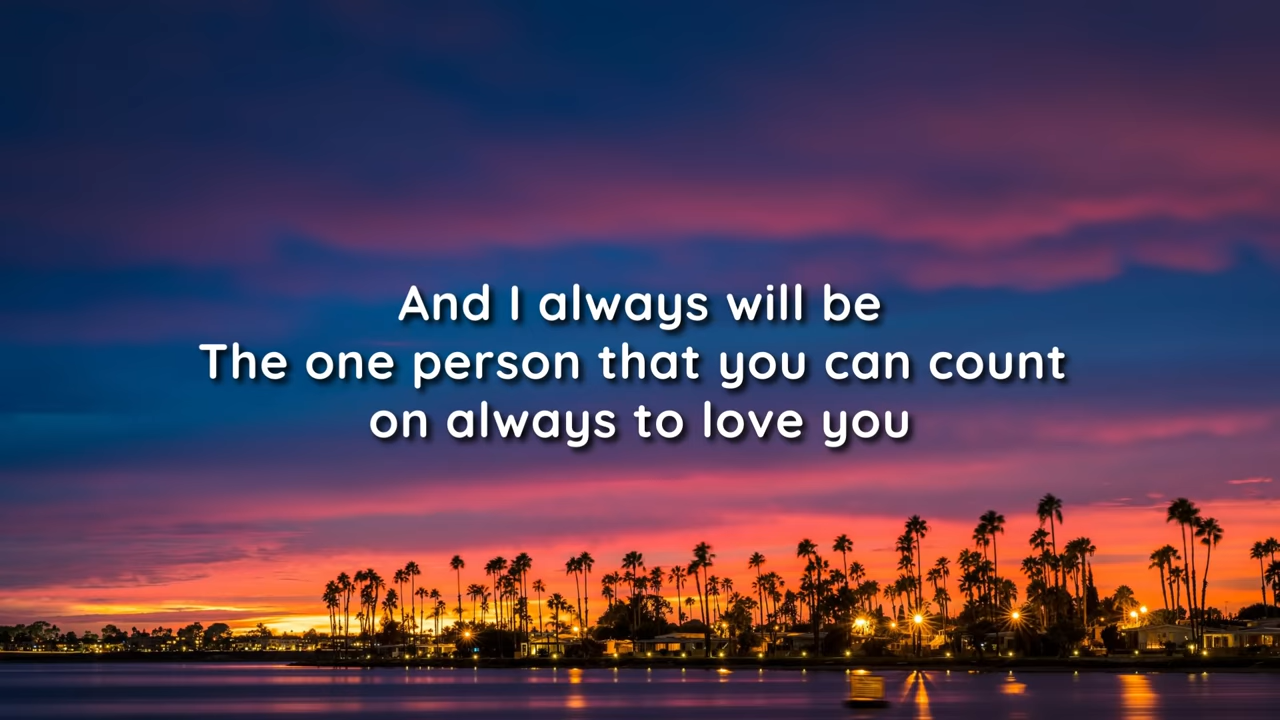 And I always will be
The one person that you can count
on always to love you